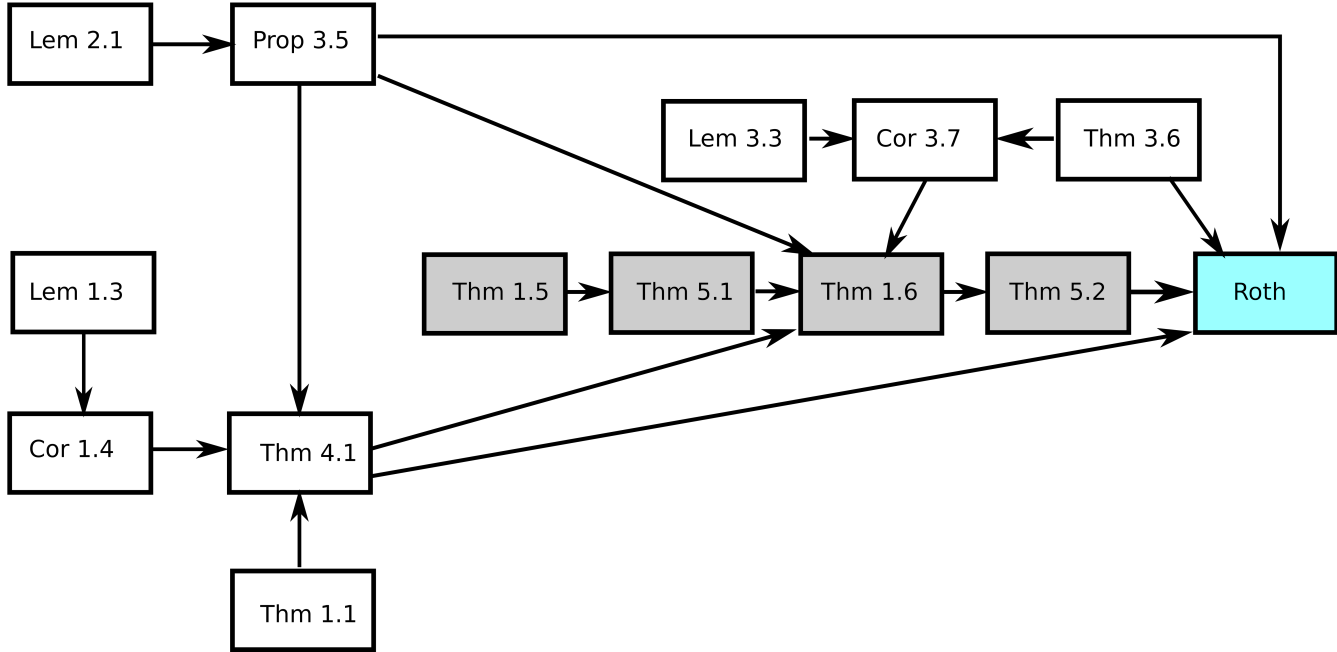 Lem 2.1
Prop 3.5
Lem 3.3
Cor 3.7
Thm 3.6
Lem 1.3
Thm 1.5
Thm 5.1
Thm 1.6
Thm 5.2
Roth
Cor 1.4
Thm 4.1
Thm 1.1